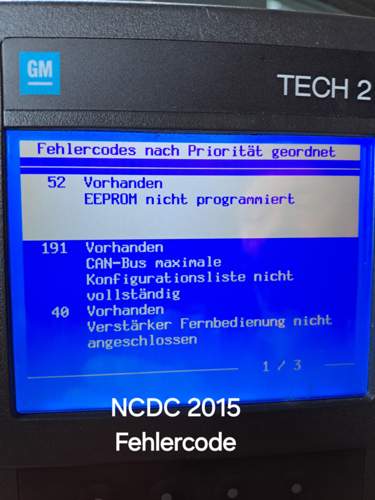 GM
TECH 2
Fehlercodes nach Priorität geordnet
52 Vorhanden
EEPROM nicht programmiert
191 Vorhanden
CAN-Bus maximale
Konfigurationsliste nicht
vollständig
40 Vorhanden
Verstärker Fernbedienung nicht
angeschlossen
1 / 3
NCDC 2015
Fehlercode